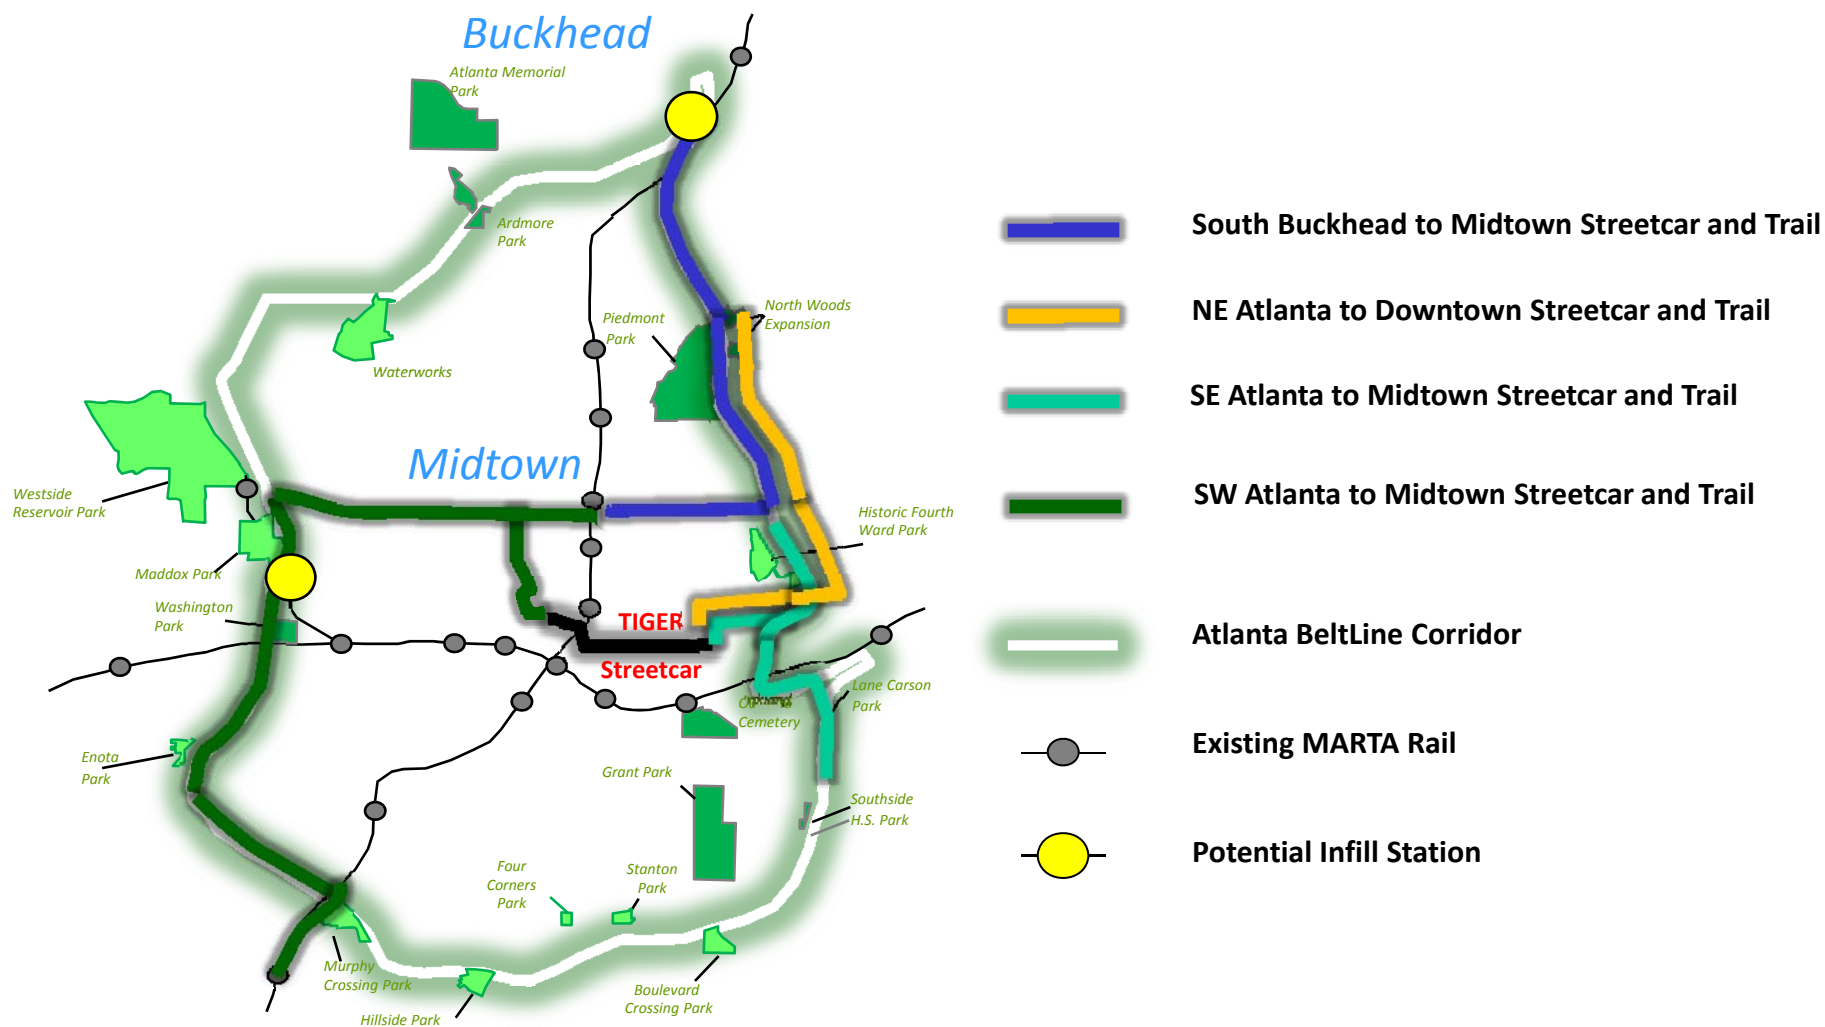 Buckhead
Atlanta Memorial
Park
Ardmore
Park
North Woods
Expansion
Piedmont
Park
Waterworks
Midtown
Westside
Reservoir Park
Historic Fourth
Ward Park
Maddox Park
Washington
Park
TIGER
Streetcar
Lane Carson
Park
Cemetery
Enota
Park
Grant Park
Southside
H.S. Park
Four
Corners
Park
Stanton
Park
Murphy
Crossing Park
Hillside Park
Boulevard
Crossing Park
South Buckhead to Midtown Streetcar and Trail
NE Atlanta to Downtown Streetcar and Trail
SE Atlanta to Midtown Streetcar and Trail
SW Atlanta to Midtown Streetcar and Trail
Atlanta BeltLine Corridor
Existing MARTA Rail
Potential Infill Station